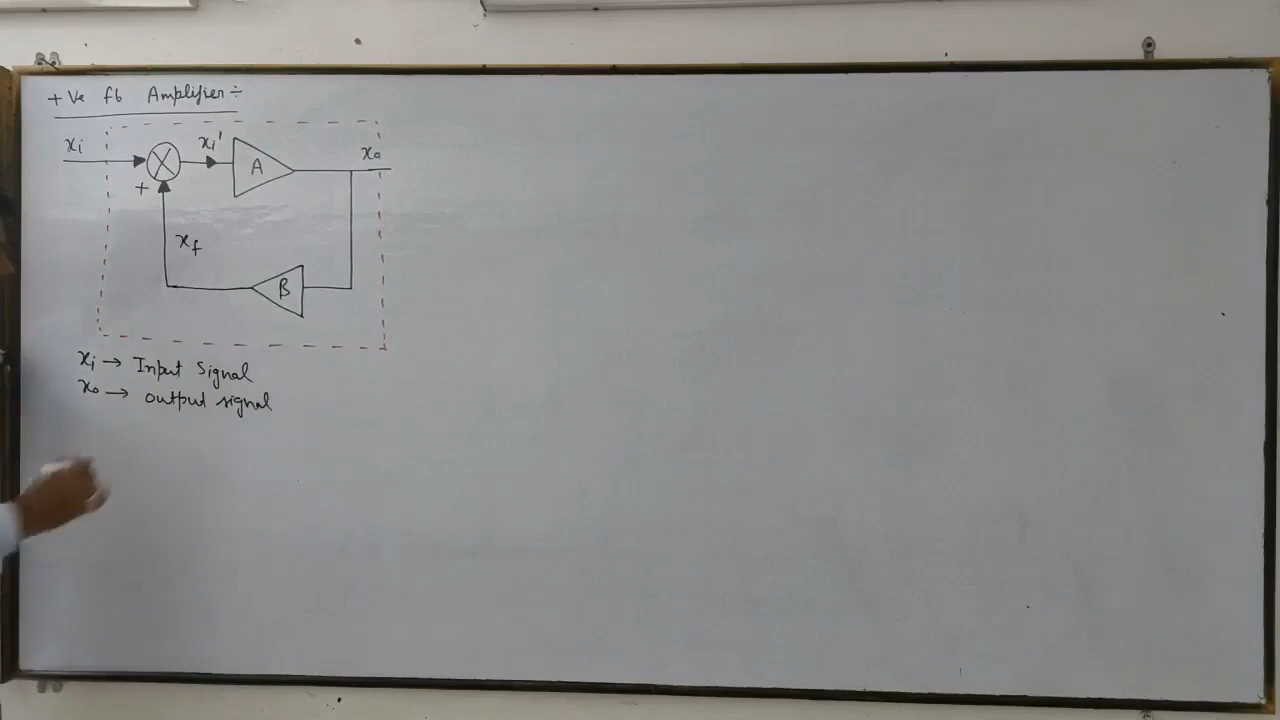 + Ve fb Amplifier ÷
xi
xi'
A
xo
+
xf
β
xi → Input Signal
xo → output signal